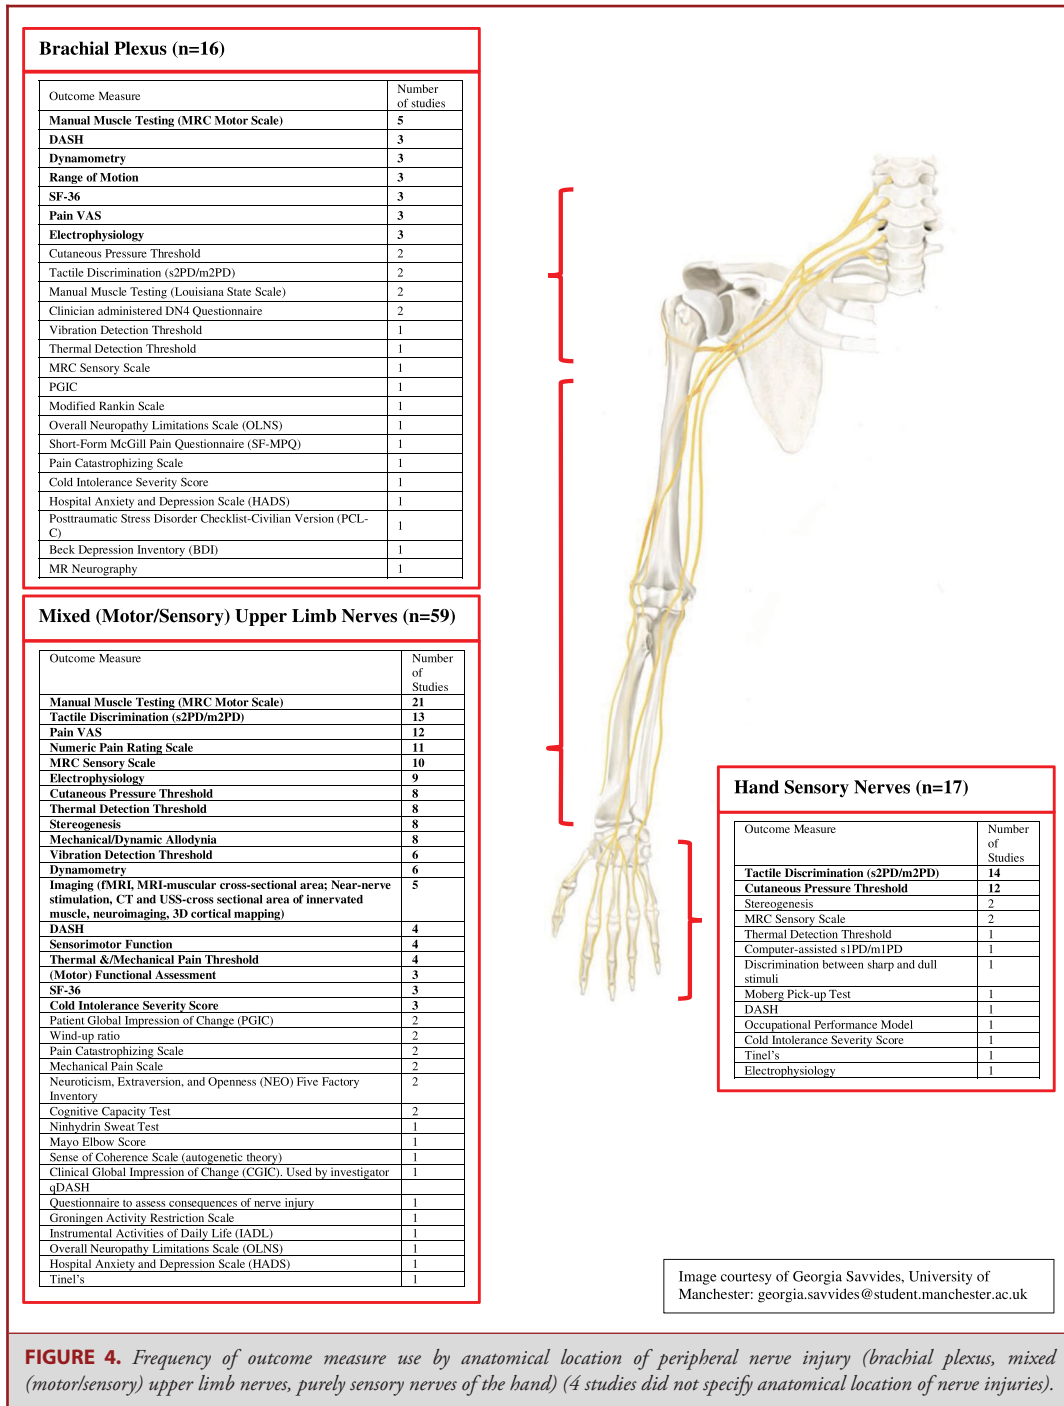 Brachial Plexus (n=16)
Outcome Measure Number
of studies
Manual Muscle Testing (MRC Motor Scale) 5
DASH 3
Dynamometry 3
Range of Motion 3
SF-36 3
Pain VAS 3
Electrophysiology 3
Cutaneous Pressure Threshold 2
Tactile Discrimination (s2PD/m2PD) 2
Manual Muscle Testing (Louisiana State Scale) 2
Clinician administered DN4 Questionnaire 2
Vibration Detection Threshold 1
Thermal Detection Threshold 1
MRC Sensory Scale 1
PGIC 1
Modified Rankin Scale 1
Overall Neuropathy Limitations Scale (OLNS) 1
Short-Form McGill Pain Questionnaire (SF-MPQ) 1
Pain Catastrophizing Scale 1
Cold Intolerance Severity Score 1
Hospital Anxiety and Depression Scale (HADS) 1
Posttraumatic Stress Disorder Checklist-Civilian Version (PCL-
C) 1
Beck Depression Inventory (BDI) 1
MR Neurography 1
Mixed (Motor/Sensory) Upper Limb Nerves (n=59)
Outcome Measure Number
of
Studies
Manual Muscle Testing (MRC Motor Scale) 21
Tactile Discrimination (s2PD/m2PD) 13
Pain VAS 12
Numeric Pain Rating Scale 11
MRC Sensory Scale 10
Electrophysiology 9
Cutaneous Pressure Threshold 8
Thermal Detection Threshold 8
Stereogenesis 8
Mechanical/Dynamic Allodynia 8
Vibration Detection Threshold 6
Dynamometry 6
Imaging (fMRI, MRI-muscular cross-sectional area; Near-nerve 5
stimulation, CT and USS-cross sectional area of innervated
muscle, neuroimaging, 3D cortical mapping)
DASH 4
Sensorimotor Function 4
Thermal &/Mechanical Pain Threshold 4
(Motor) Functional Assessment 3
SF-36 3
Cold Intolerance Severity Score 3
Patient Global Impression of Change (PGIC) 2
Wind-up ratio 2
Pain Catastrophizing Scale 2
Mechanical Pain Scale 2
Neuroticism, Extraversion, and Openness (NEO) Five Factory 2
Inventory
Cognitive Capacity Test 2
Ninhydrin Sweat Test 1
Mayo Elbow Score 1
Sense of Coherence Scale (autogenetic theory) 1
Clinical Global Impression of Change (CGIC). Used by investigator 1
qDASH
Questionnaire to assess consequences of nerve injury 1
Groningen Activity Restriction Scale 1
Instrumental Activities of Daily Life (IADL) 1
Overall Neuropathy Limitations Scale (OLNS) 1
Hospital Anxiety and Depression Scale (HADS) 1
Tinel's 1
Hand Sensory Nerves (n=17)
Outcome Measure Number
of
Studies
Tactile Discrimination (s2PD/m2PD) 14
Cutaneous Pressure Threshold 12
Stereogenesis 2
MRC Sensory Scale 2
Thermal Detection Threshold 1
Computer-assisted s1PD/m1PD 1
Discrimination between sharp and dull 1
stimuli
Moberg Pick-up Test 1
DASH 1
Occupational Performance Model 1
Cold Intolerance Severity Score 1
Tinel's 1
Electrophysiology 1
Image courtesy of Georgia Savvides, University of
Manchester: georgia.savvides@student.manchester.ac.uk
FIGURE 4. Frequency of outcome measure use by anatomical location of peripheral nerve injury (brachial plexus, mixed
(motor/sensory) upper limb nerves, purely sensory nerves of the hand) (4 studies did not specify anatomical location of nerve injuries).